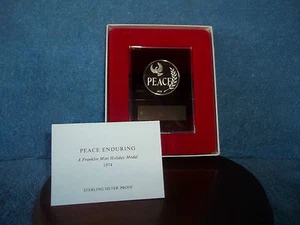 PEACE
PEACE ENDURING
A Franklin Mint Holiday Medal
1974
STERLING SILVER PROOF